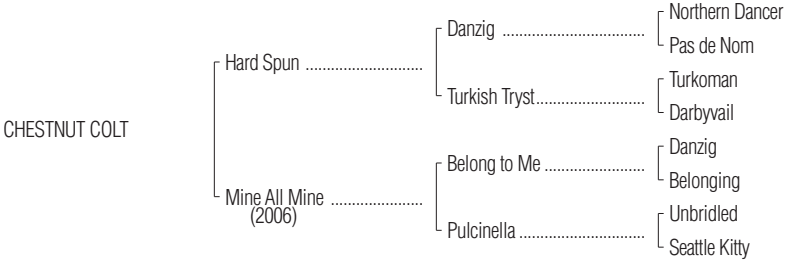 Northern Dancer
Danzig ..................................
Pas de Nom
Hard Spun ...........................
Turkoman
Turkish Tryst..........................
Darbyvail
CHESTNUT COLT
Danzig
Belong to Me ........................
Belonging
Mine All Mine .....................
(2006)
Unbridled
Pulcinella ..............................
Seattle Kitty